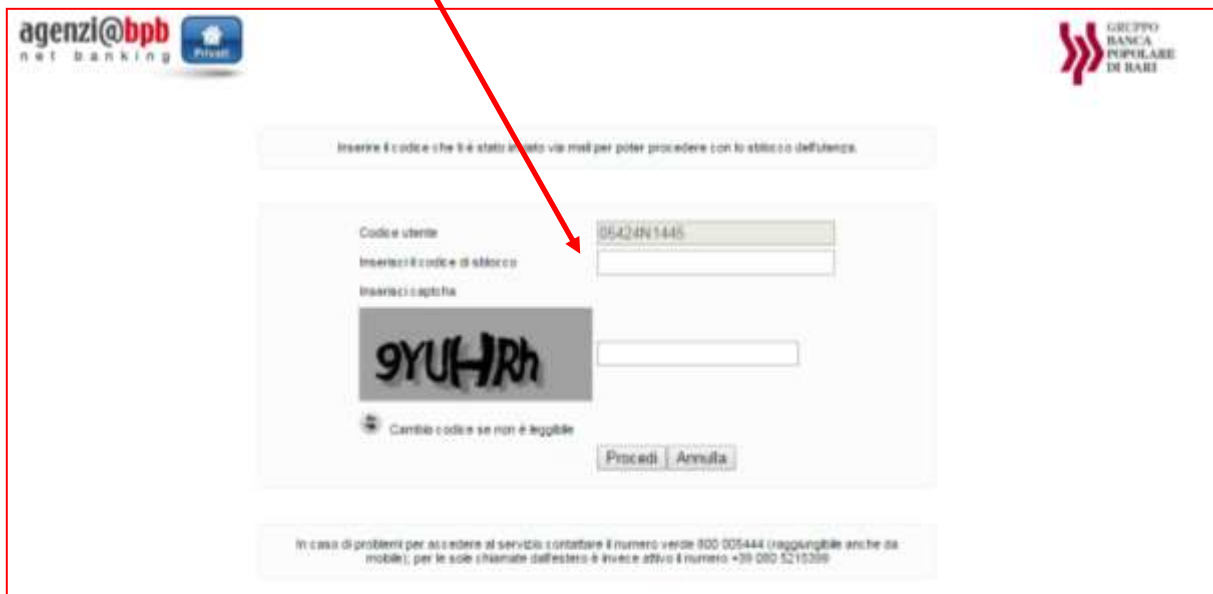 agenzi@bpb
net banking
Privati
GRUPPO
BANCA
POPOLARE
DI BARI
Inserire il codice che ti è stato inviato via mail per poter procedere con lo sblocco dell'utenza.
Codice utente
05424N1445
Inserisci il codice di sblocco
Inserisci captcha
9YUHRh
Cambio codice se non è leggibile
Procedi Annulla
In caso di problemi per accedere al servizio contattare il numero verde 800 005444 (raggiungibile anche da
mobile); per le sole chiamate dall'estero è invece attivo il numero +39 080 5215399